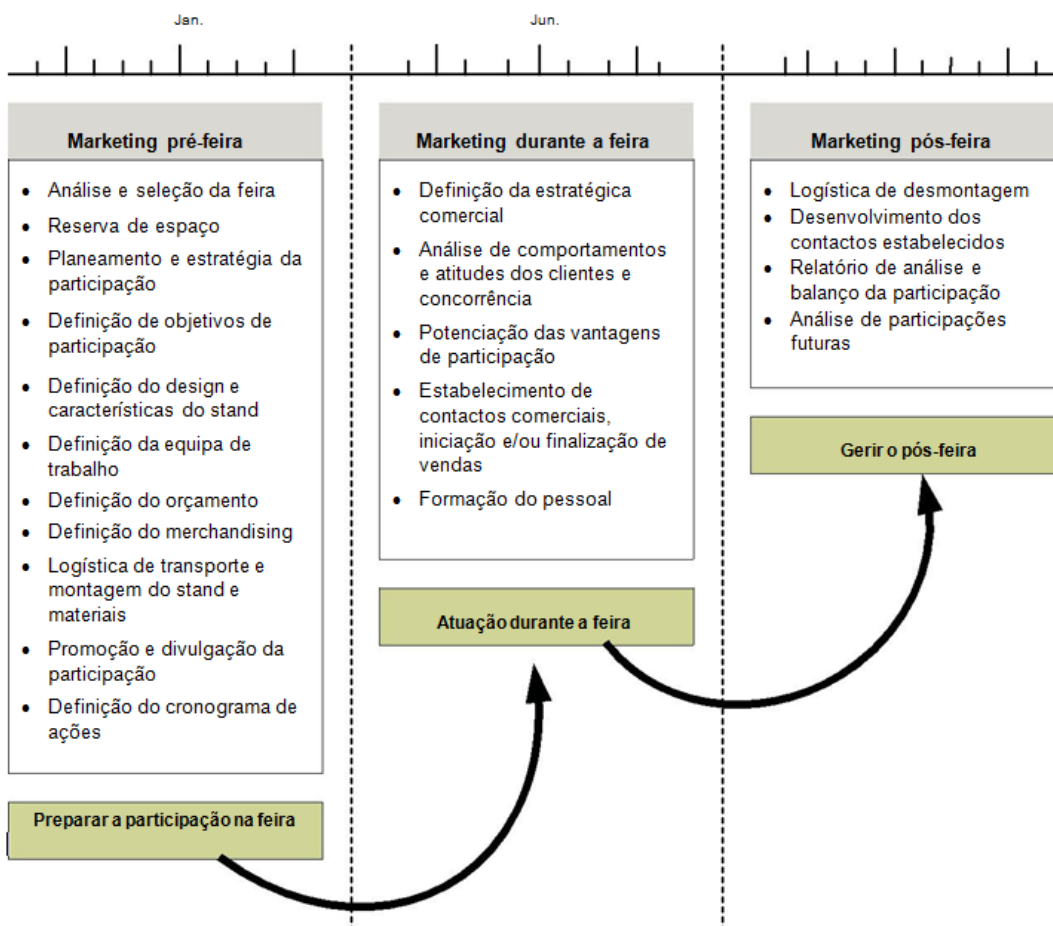 Jan.
Jun.
Marketing pré-feira
Análise e seleção da feira
Reserva de espaço
Planeamento e estratégia da
participação
Definição de objetivos de
participação
Definição do design e
características do stand
Definição da equipa de
trabalho
Definição do orçamento
Definição do merchandising
Logística de transporte e
montagem do stand e
materiais
Promoção e divulgação da
participação
Definição do cronograma de
ações
Preparar a participação na feira
Marketing durante a feira
Definição da estratégica
comercial
Análise de comportamentos
e atitudes dos clientes e
concorrência
Potenciação das vantagens
de participação
Estabelecimento de
contactos comerciais,
iniciação e/ou finalização de
vendas
Formação do pessoal
Atuação durante a feira
Marketing pós-feira
Logística de desmontagem
Desenvolvimento dos
contactos estabelecidos
Relatório de análise e
balanço da participação
Análise de participações
futuras
Gerir o pós-feira